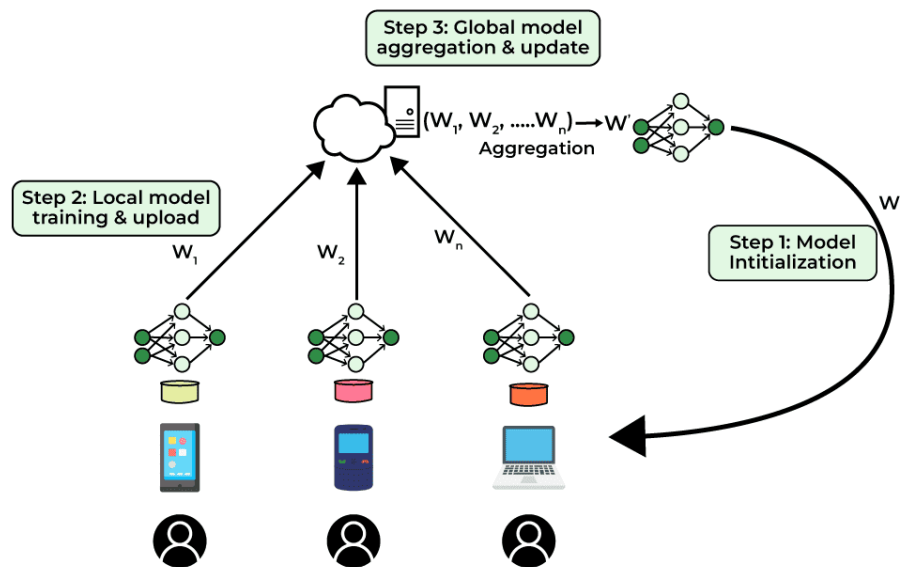 Step 3: Global model
aggregation & update
(W₁, W₂, .....Wₙ) → W'
Aggregation
Step 2: Local model
training & upload
W
Step 1: Model
Intitialization
W₁
W₂
Wₙ